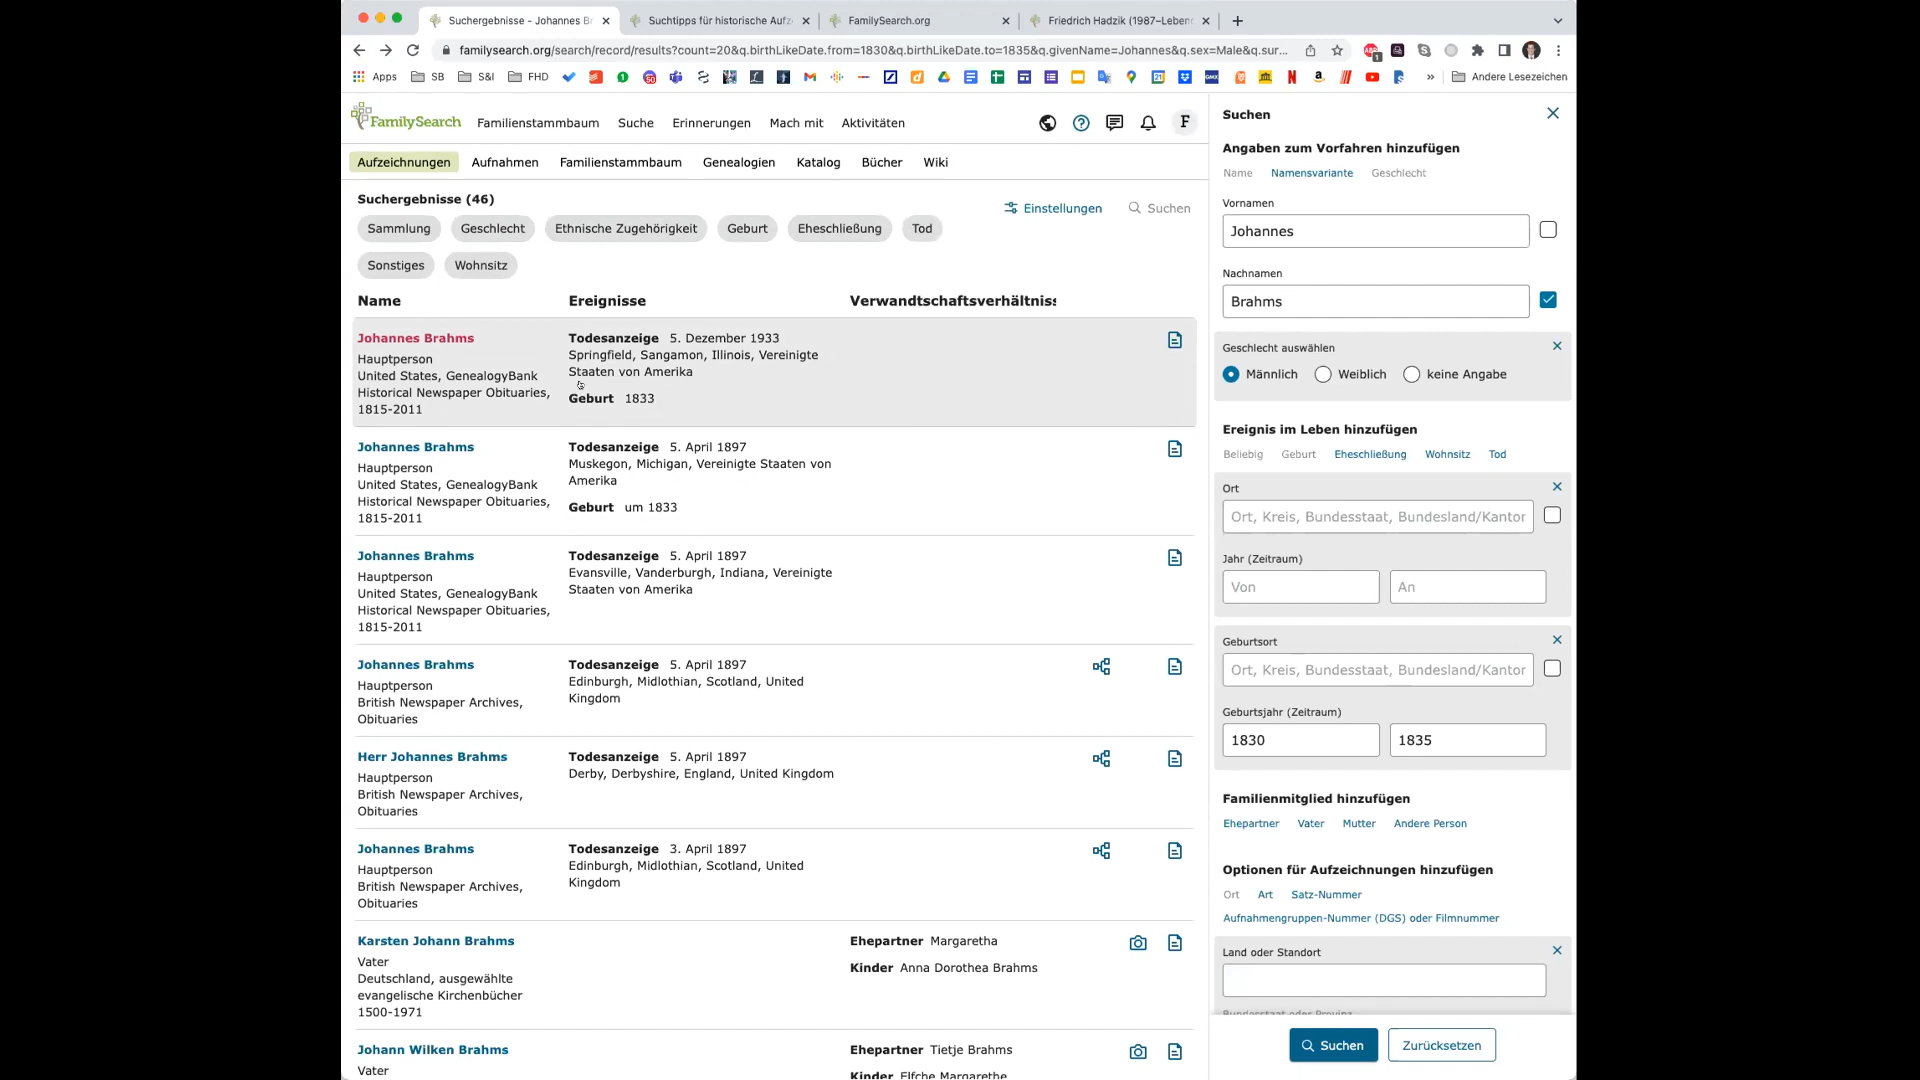 Suchergebnisse - Johannes Br
Suchtipps für historische Aufz
FamilySearch.org
Friedrich Hadzik (1987–Leben
familysearch.org/search/record/results?count=20&q.birthLikeDate.from=1830&q.birthLikeDate.to=1835&q.givenName=Johannes&q.sex=Male&q.sur...
Apps
SB
S&I
FHD
» Andere Lesezeichen
FamilySearch
Familienstammbaum
Suche
Erinnerungen
Mach mit
Aktivitäten
F
Aufzeichnungen
Aufnahmen
Familienstammbaum
Genealogien
Katalog
Bücher
Wiki
Suchergebnisse (46)
Einstellungen
Suchen
Sammlung
Geschlecht
Ethnische Zugehörigkeit
Geburt
Eheschließung
Tod
Sonstiges
Wohnsitz
Name
Ereignisse
Verwandtschaftsverhältniss
Johannes Brahms
Hauptperson
United States, GenealogyBank
Historical Newspaper Obituaries,
1815-2011
Todesanzeige 5. Dezember 1933
Springfield, Sangamon, Illinois, Vereinigte
Staaten von Amerika
Geburt 1833
Johannes Brahms
Hauptperson
United States, GenealogyBank
Historical Newspaper Obituaries,
1815-2011
Todesanzeige 5. April 1897
Muskegon, Michigan, Vereinigte Staaten von
Amerika
Geburt um 1833
Johannes Brahms
Hauptperson
United States, GenealogyBank
Historical Newspaper Obituaries,
1815-2011
Todesanzeige 5. April 1897
Evansville, Vanderburgh, Indiana, Vereinigte
Staaten von Amerika
Johannes Brahms
Hauptperson
British Newspaper Archives,
Obituaries
Todesanzeige 5. April 1897
Edinburgh, Midlothian, Scotland, United
Kingdom
Herr Johannes Brahms
Hauptperson
British Newspaper Archives,
Obituaries
Todesanzeige 5. April 1897
Derby, Derbyshire, England, United Kingdom
Johannes Brahms
Hauptperson
British Newspaper Archives,
Obituaries
Todesanzeige 3. April 1897
Edinburgh, Midlothian, Scotland, United
Kingdom
Karsten Johann Brahms
Vater
Deutschland, ausgewählte
evangelische Kirchenbücher
1500-1971
Ehepartner Margaretha
Kinder Anna Dorothea Brahms
Johann Wilken Brahms
Vater
Ehepartner Tietje Brahms
Kinder Elfche Margarethe
Suchen
Angaben zum Vorfahren hinzufügen
Name Namensvariante Geschlecht
Vornamen
Johannes
Nachnamen
Brahms
Geschlecht auswählen
Männlich Weiblich keine Angabe
Ereignis im Leben hinzufügen
Beliebig Geburt Eheschließung Wohnsitz Tod
Ort
Ort, Kreis, Bundesstaat, Bundesland/Kanton
Jahr (Zeitraum)
Von An
Geburtsort
Ort, Kreis, Bundesstaat, Bundesland/Kanton
Geburtsjahr (Zeitraum)
1830 1835
Familienmitglied hinzufügen
Ehepartner Vater Mutter Andere Person
Optionen für Aufzeichnungen hinzufügen
Ort Art Satz-Nummer
Aufnahmengruppen-Nummer (DGS) oder Filmnummer
Land oder Standort
Bundesstaat oder Provinz
Suchen Zurücksetzen